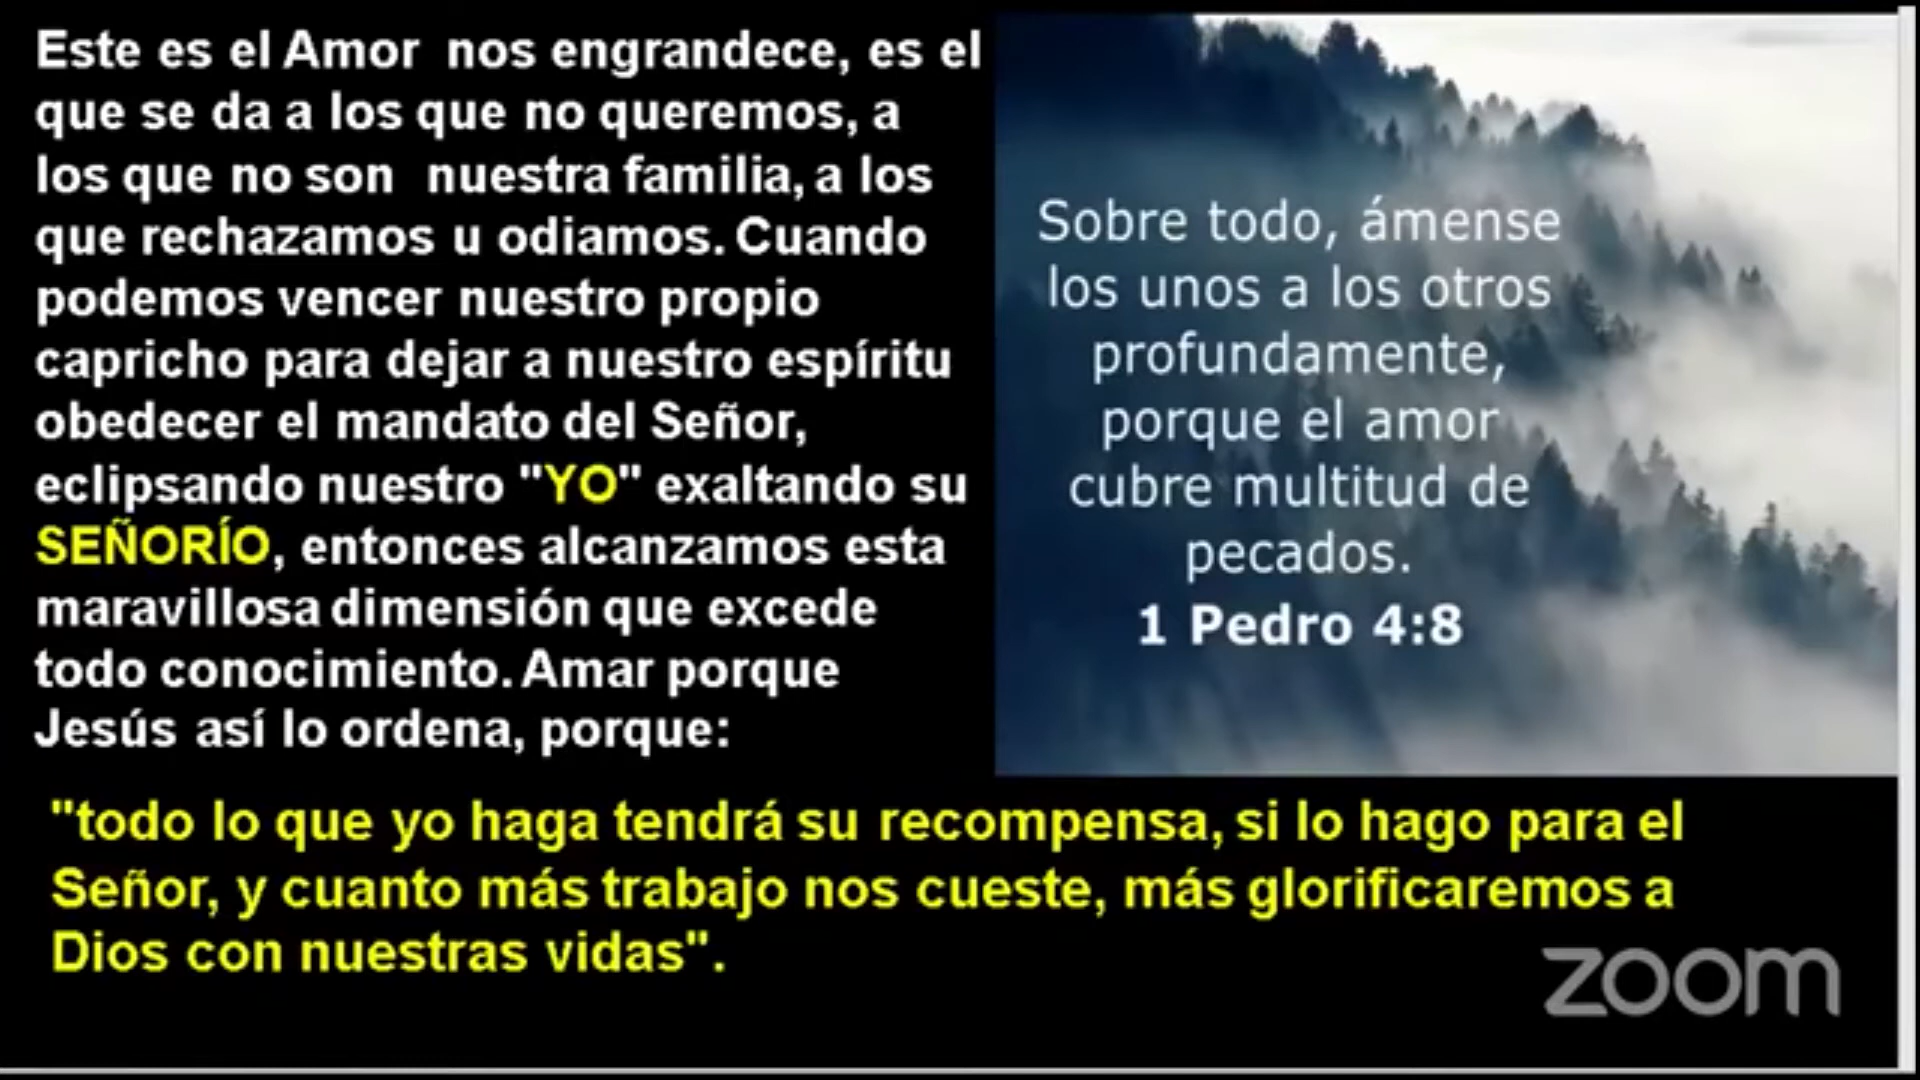 Este es el Amor nos engrandece, es el
que se da a los que no queremos, a
los que no son nuestra familia, a los
que rechazamos u odiamos. Cuando
podemos vencer nuestro propio
capricho para dejar a nuestro espíritu
obedecer el mandato del Señor,
eclipsando nuestro "YO" exaltando su
SEÑORÍO, entonces alcanzamos esta
maravillosa dimensión que excede
todo conocimiento. Amar porque
Jesús así lo ordena, porque:
Sobre todo, ámense
los unos a los otros
profundamente,
porque el amor
cubre multitud de
pecados.
1 Pedro 4:8
"todo lo que yo haga tendrá su recompensa, si lo hago para el
Señor, y cuanto más trabajo nos cueste, más glorificaremos a
Dios con nuestras vidas".
zoom